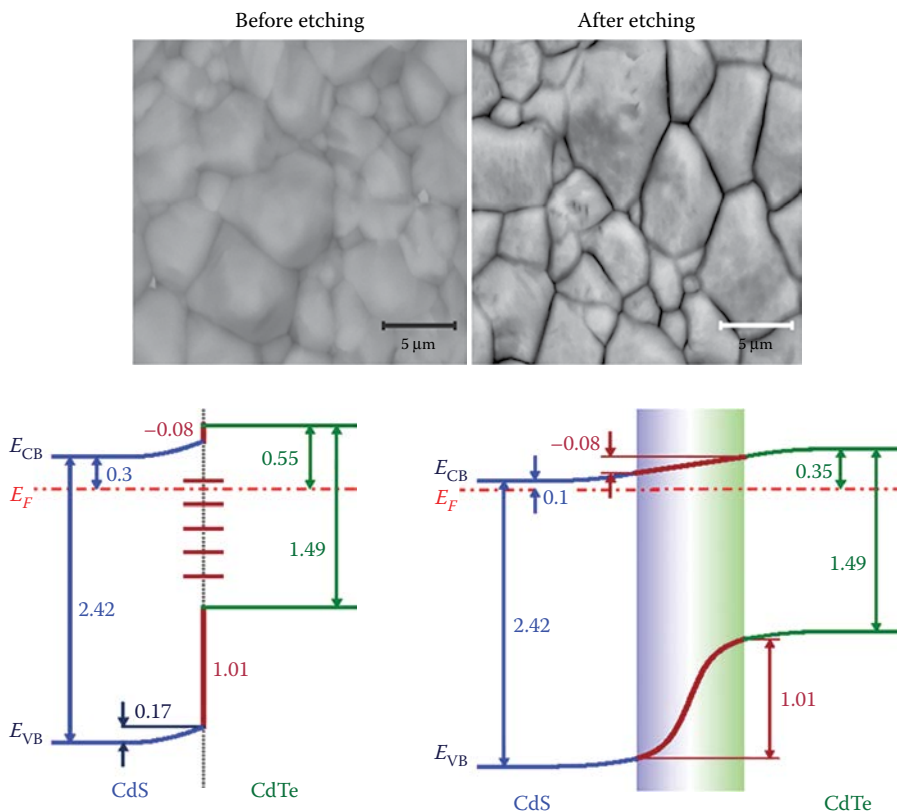 Before etching
After etching
5 µm
5 µm
E_CB
−0.08
0.3
0.55
E_F
1.49
2.42
1.01
0.17
E_VB
CdS
CdTe
−0.08
E_CB
0.35
E_F
0.1
1.49
2.42
1.01
E_VB
CdS
CdTe